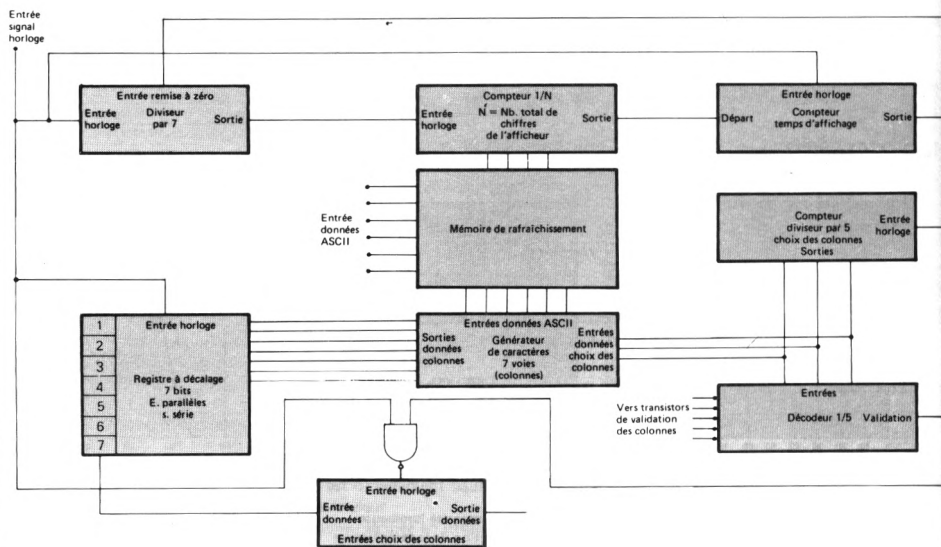 Entrée
signal
horloge
Entrée remise à zéro
Entrée
horloge
Diviseur
par 7
Sortie
Compteur 1/N
Entrée
horloge
N = Nb. total de
chiffres
de l'afficheur
Sortie
Entrée horloge
Départ
Compteur
temps d'affichage
Sortie
Entrée
données
ASCII
Mémoire de rafraîchissement
Compteur
diviseur par 5
choix des colonnes
Sorties
Entrée
horloge
1
2
3
4
5
6
7
Entrée horloge
Registre à décalage
7 bits
E. parallèles
s. série
Entrées données ASCII
Sorties
données
colonnes
Générateur
de caractères
7 voies
(colonnes)
Entrées
données
choix des
colonnes
Vers transistors
de validation
des colonnes
Entrées
Décodeur 1/5
Validation
Entrée horloge
Entrée
données
Sortie
données
Entrées choix des colonnes